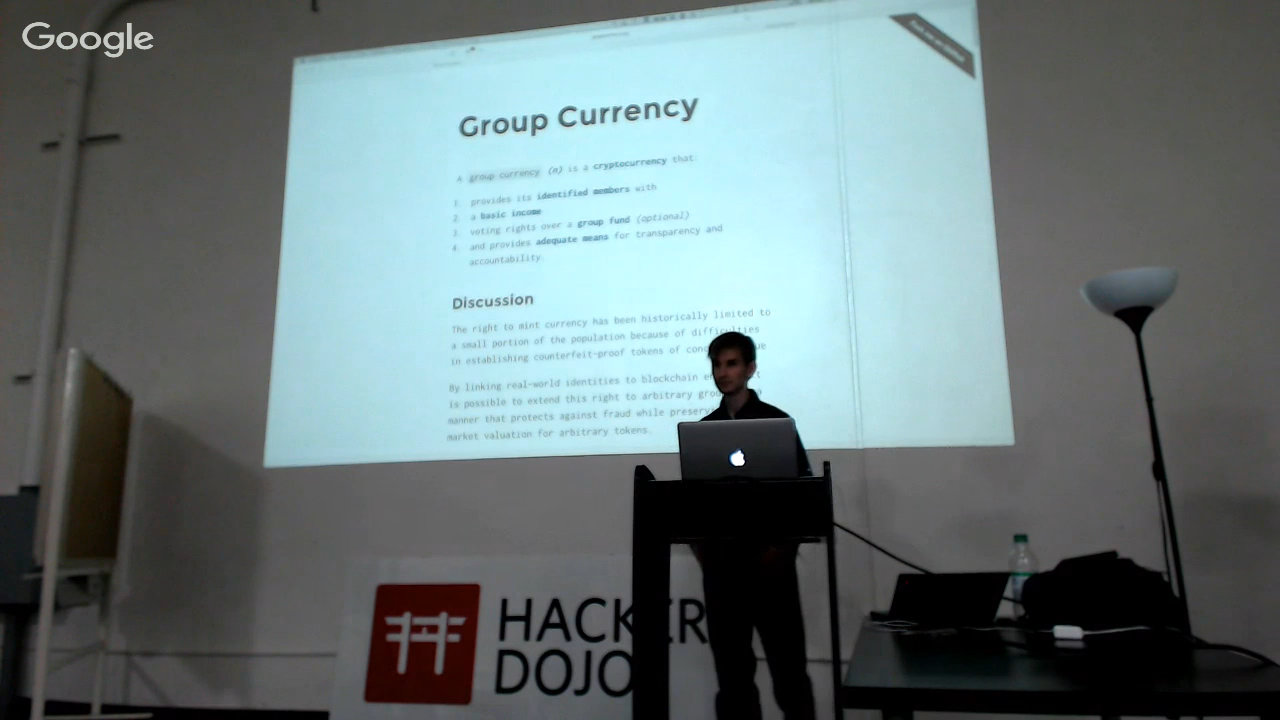 Google
Group Currency
A group currency (n) is a cryptocurrency that:
1. provides its identified members with
2. a basic income
3. voting rights over a group fund (optional)
4. and provides adequate means for transparency and
accountability
Discussion
The right to mint currency has been historically limited to
a small portion of the population because of difficulties
in establishing counterfeit-proof tokens of
By linking real-world identities to blockchain
is possible to extend this right to arbitrary
manner that protects against fraud while
market valuation for arbitrary tokens.
HACKER
DOJO